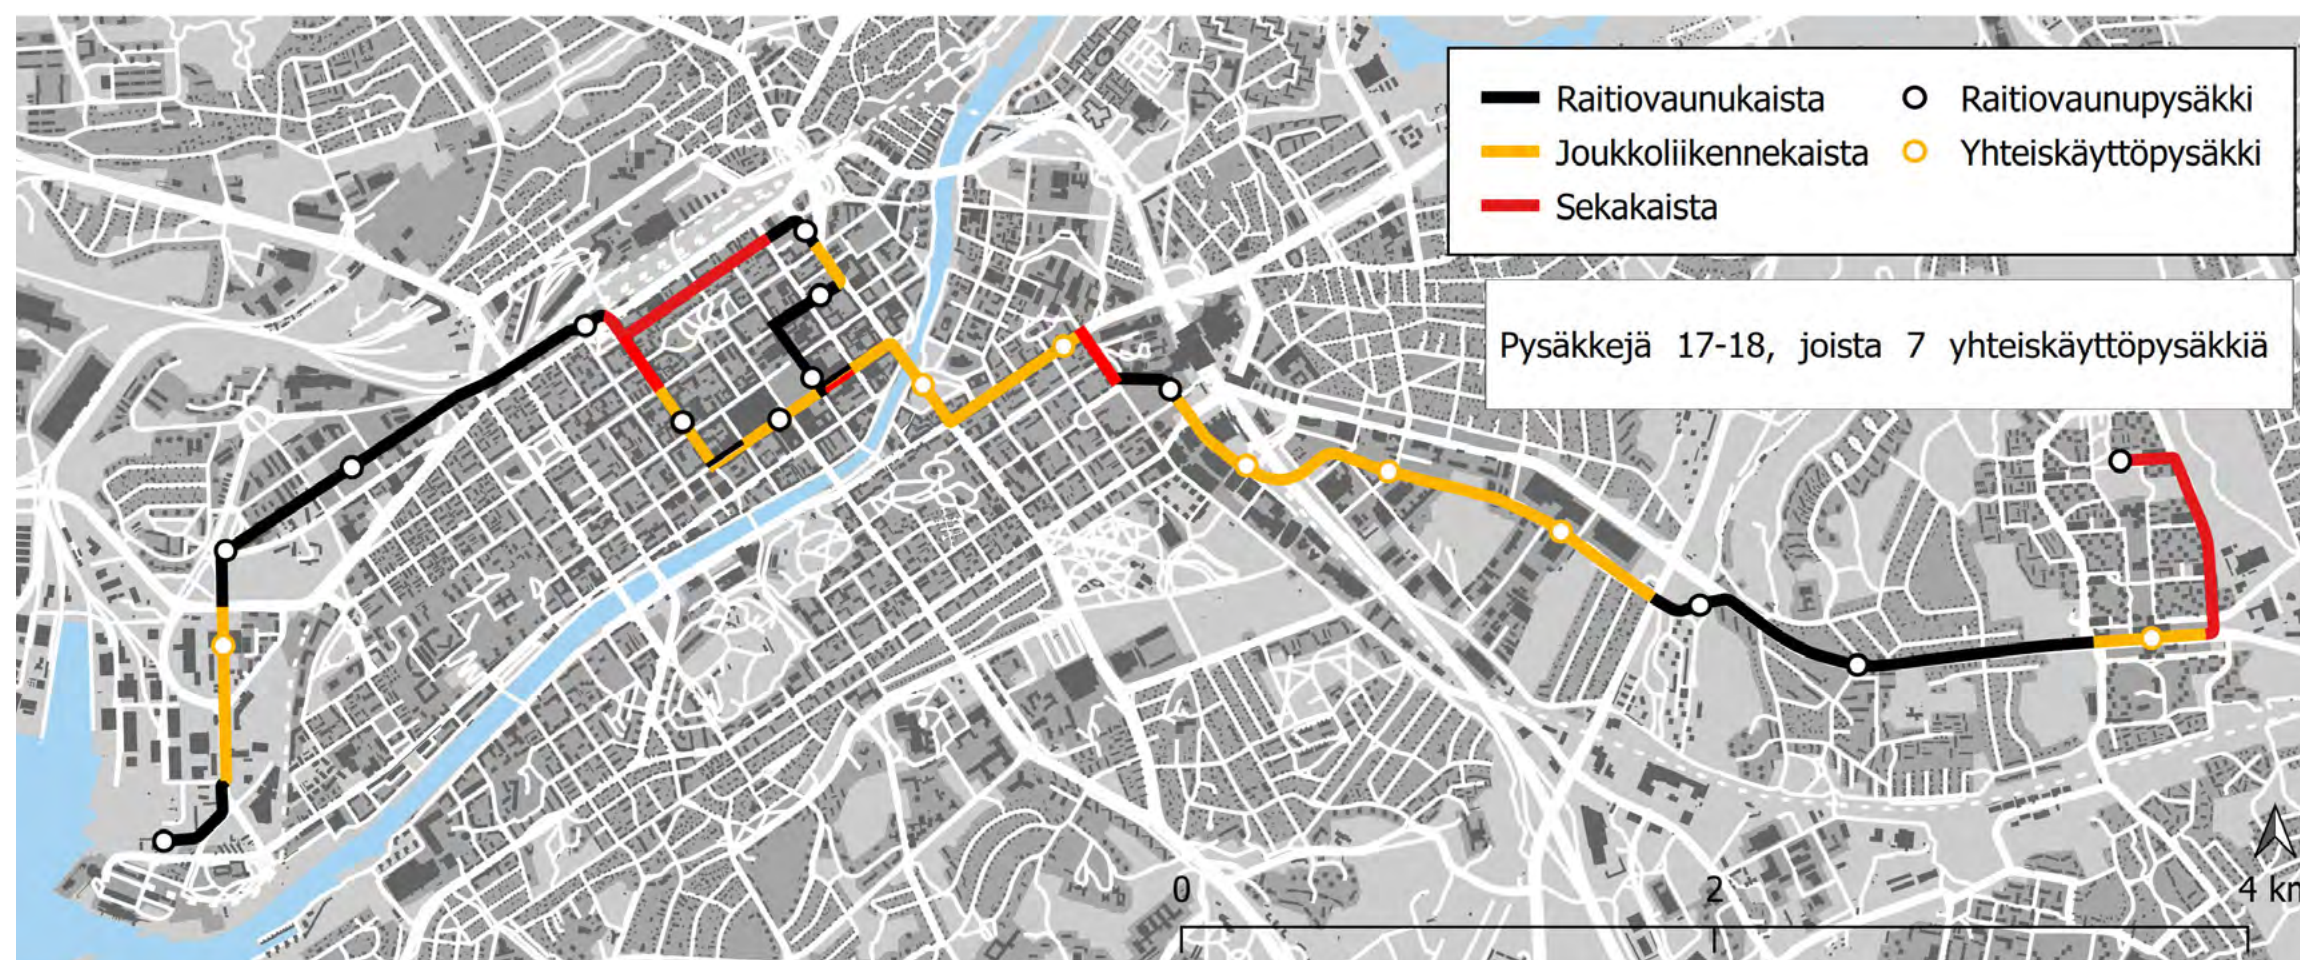 Raitiovaunukaista
Raitiovaunupysäkki
Joukkoliikennekaista
Yhteiskäyttöpysäkki
Sekakaista
Pysäkkejä 17-18, joista 7 yhteiskäyttöpysäkkiä
0
2
4 km